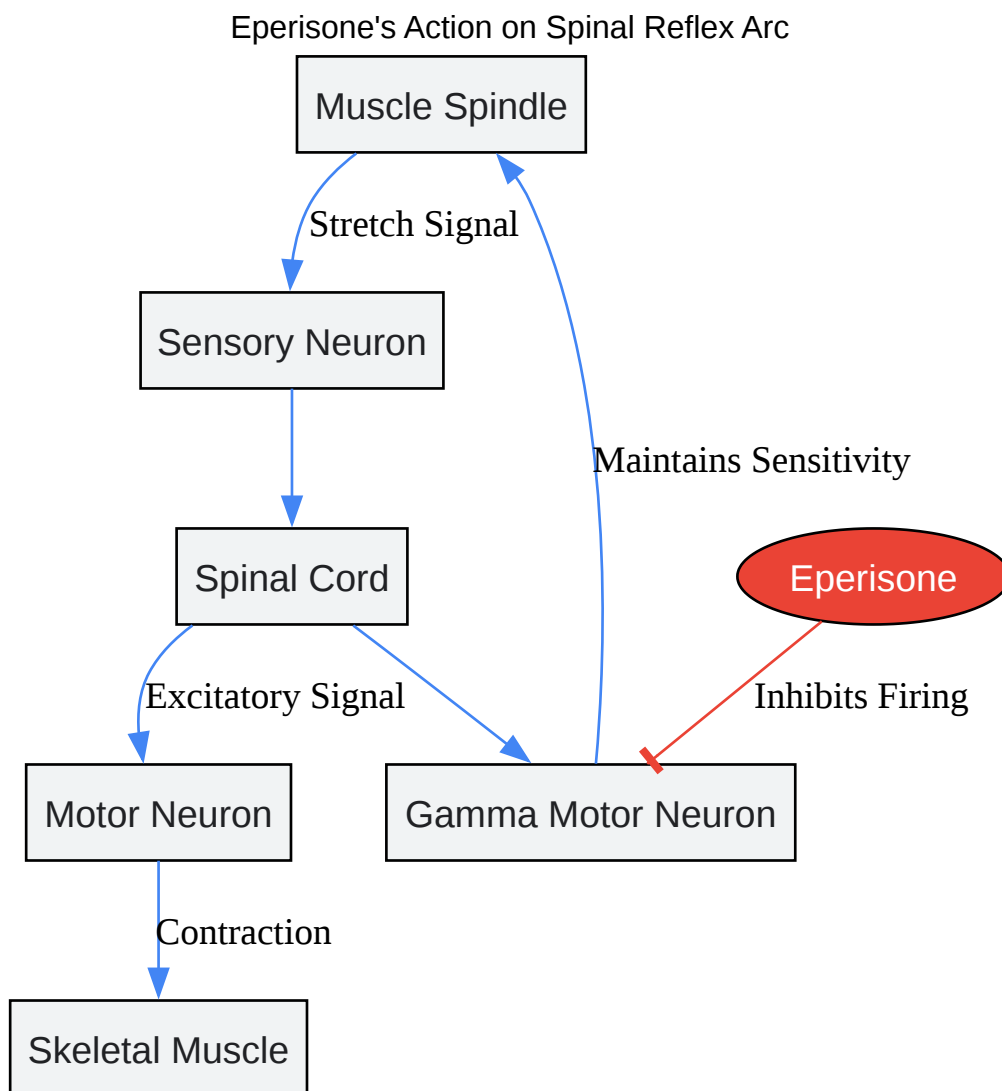 Eperisone's Action on Spinal Reflex Arc
Muscle Spindle
Stretch Signal
Sensory Neuron
Maintains Sensitivity
Spinal Cord
Eperisone
Excitatory Signal
Inhibits Firing
Motor Neuron
Gamma Motor Neuron
Contraction
Skeletal Muscle